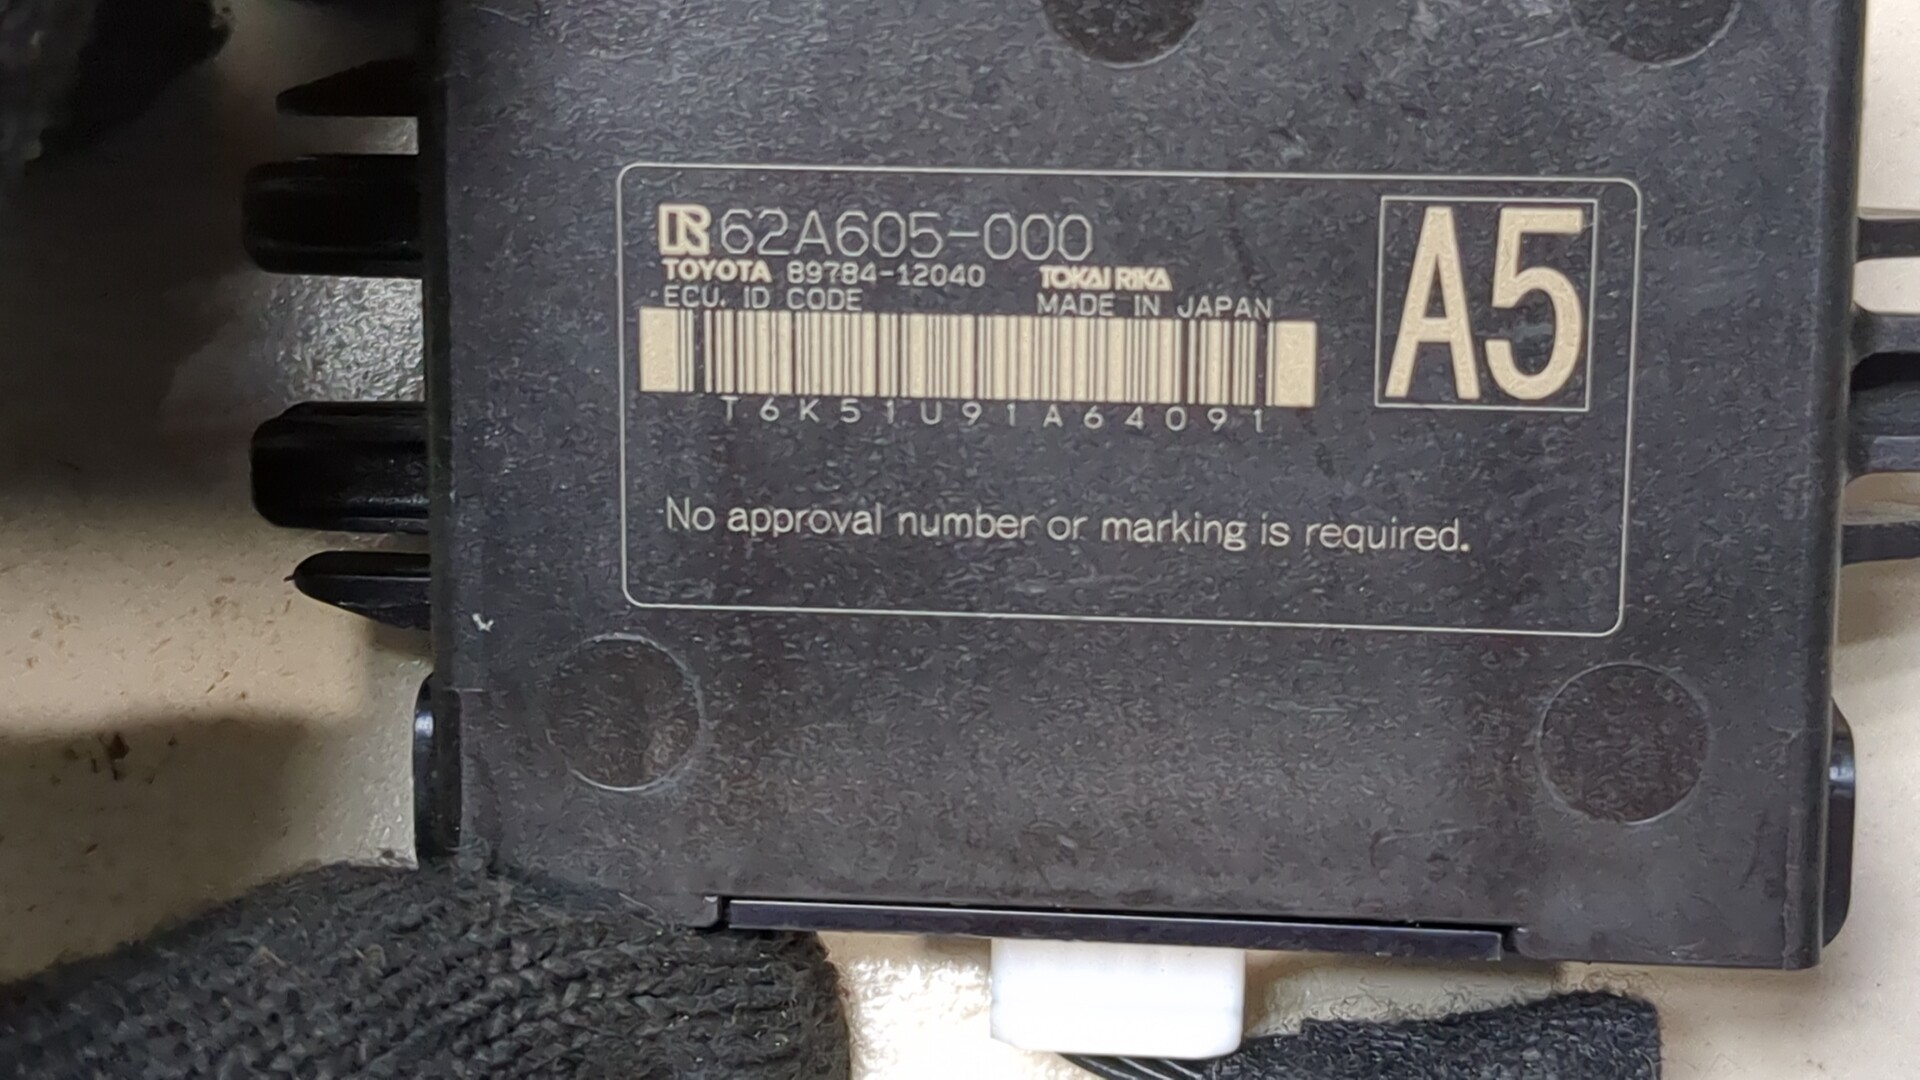 R 62A605-000
TOYOTA 89784-12040 TOKAI RIKA
ECU. ID CODE MADE IN JAPAN
A5
T6K51U91A64091
No approval number or marking is required.